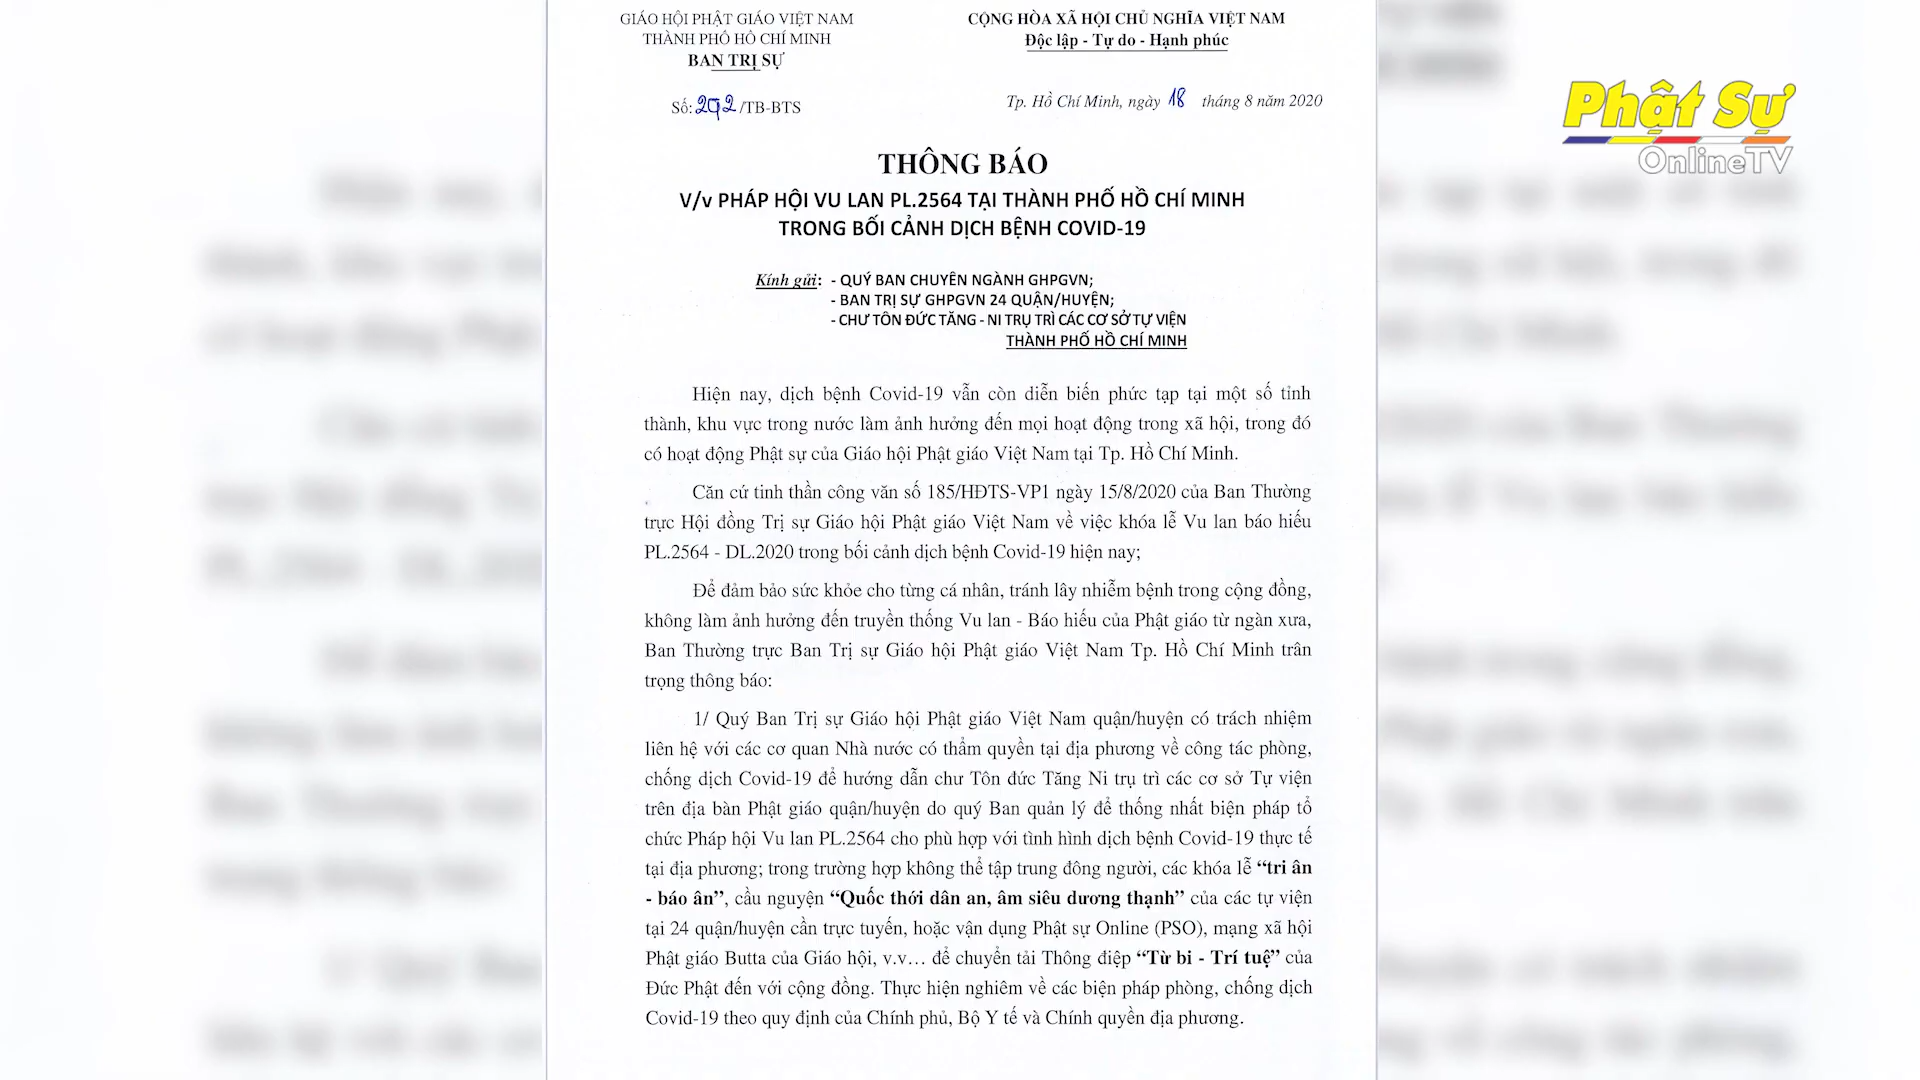 GIÁO HỘI PHẬT GIÁO VIỆT NAM
THÀNH PHỐ HỒ CHÍ MINH
BAN TRỊ SỰ
Số: 292 /TB-BTS
CỘNG HÒA XÃ HỘI CHỦ NGHĨA VIỆT NAM
Độc lập - Tự do - Hạnh phúc
Tp. Hồ Chí Minh, ngày 18 tháng 8 năm 2020
Phật Sự
OnlineTV
THÔNG BÁO
V/v PHÁP HỘI VU LAN PL.2564 TẠI THÀNH PHỐ HỒ CHÍ MINH
TRONG BỐI CẢNH DỊCH BỆNH COVID-19
Kính gửi: - QUÝ BAN CHUYÊN NGÀNH GHPGVN;
- BAN TRỊ SỰ GHPGVN 24 QUẬN/HUYỆN;
- CHƯ TÔN ĐỨC TĂNG - NI TRỤ TRÌ CÁC CƠ SỞ TỰ VIỆN
THÀNH PHỐ HỒ CHÍ MINH
Hiện nay, dịch bệnh Covid-19 vẫn còn diễn biến phức tạp tại một số tỉnh
thành, khu vực trong nước làm ảnh hưởng đến mọi hoạt động trong xã hội, trong đó
có hoạt động Phật sự của Giáo hội Phật giáo Việt Nam tại Tp. Hồ Chí Minh.
Căn cứ tinh thần công văn số 185/HĐTS-VP1 ngày 15/8/2020 của Ban Thường
trực Hội đồng Trị sự Giáo hội Phật giáo Việt Nam về việc khóa lễ Vu lan báo hiếu
PL.2564 - DL.2020 trong bối cảnh dịch bệnh Covid-19 hiện nay;
Để đảm bảo sức khỏe cho từng cá nhân, tránh lây nhiễm bệnh trong cộng đồng,
không làm ảnh hưởng đến truyền thống Vu lan - Báo hiếu của Phật giáo từ ngàn xưa,
Ban Thường trực Ban Trị sự Giáo hội Phật giáo Việt Nam Tp. Hồ Chí Minh trân
trọng thông báo:
1/ Quý Ban Trị sự Giáo hội Phật giáo Việt Nam quận/huyện có trách nhiệm
liên hệ với các cơ quan Nhà nước có thẩm quyền tại địa phương về công tác phòng,
chống dịch Covid-19 để hướng dẫn chư Tôn đức Tăng Ni trụ trì các cơ sở Tự viện
trên địa bàn Phật giáo quận/huyện do quý Ban quản lý để thống nhất biện pháp tổ
chức Pháp hội Vu lan PL.2564 cho phù hợp với tình hình dịch bệnh Covid-19 thực tế
tại địa phương; trong trường hợp không thể tập trung đông người, các khóa lễ “tri ân
- báo ân”, cầu nguyện “Quốc thới dân an, âm siêu dương thạnh” của các tự viện
tại 24 quận/huyện cần trực tuyến, hoặc vận dụng Phật sự Online (PSO), mạng xã hội
Phật giáo Butta của Giáo hội, v.v… để chuyển tải Thông điệp “Từ bi - Trí tuệ” của
Đức Phật đến với cộng đồng. Thực hiện nghiêm về các biện pháp phòng, chống dịch
Covid-19 theo quy định của Chính phủ, Bộ Y tế và Chính quyền địa phương.